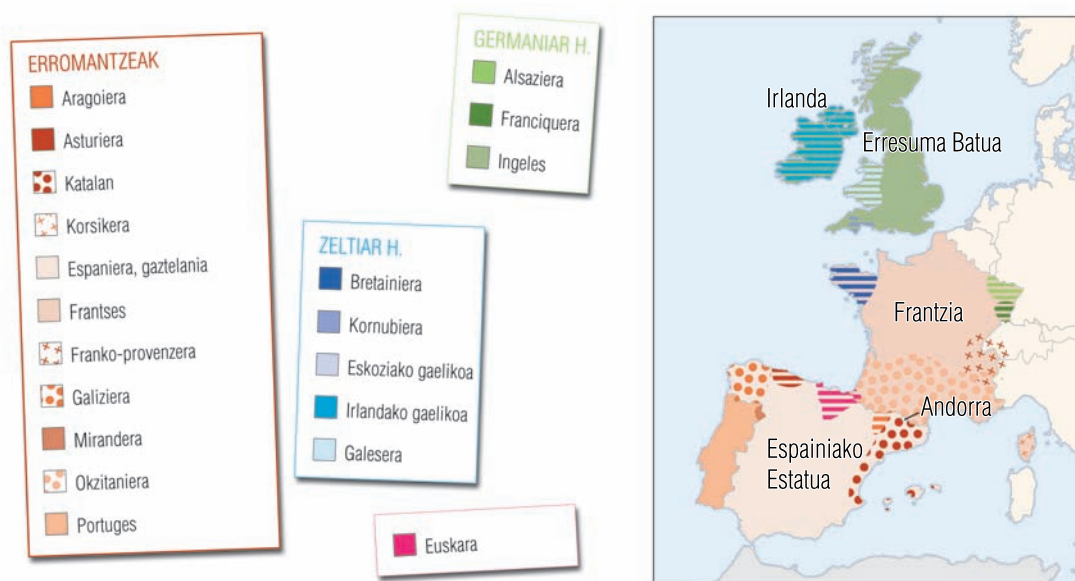 ERROMANTZEAK
Aragoiera
Asturiera
Katalan
Korsikera
Espaniera, gaztelania
Frantses
Franko-provenzera
Galiziera
Mirandera
Okzitaniera
Portuges
GERMANIAR H.
Alsaziera
Franciquera
Ingeles
ZELTIAR H.
Bretainiera
Kornubiera
Eskoziako gaelikoa
Irlandako gaelikoa
Galesera
Euskara
Irlanda
Erresuma Batua
Frantzia
Andorra
Espainiako
Estatua